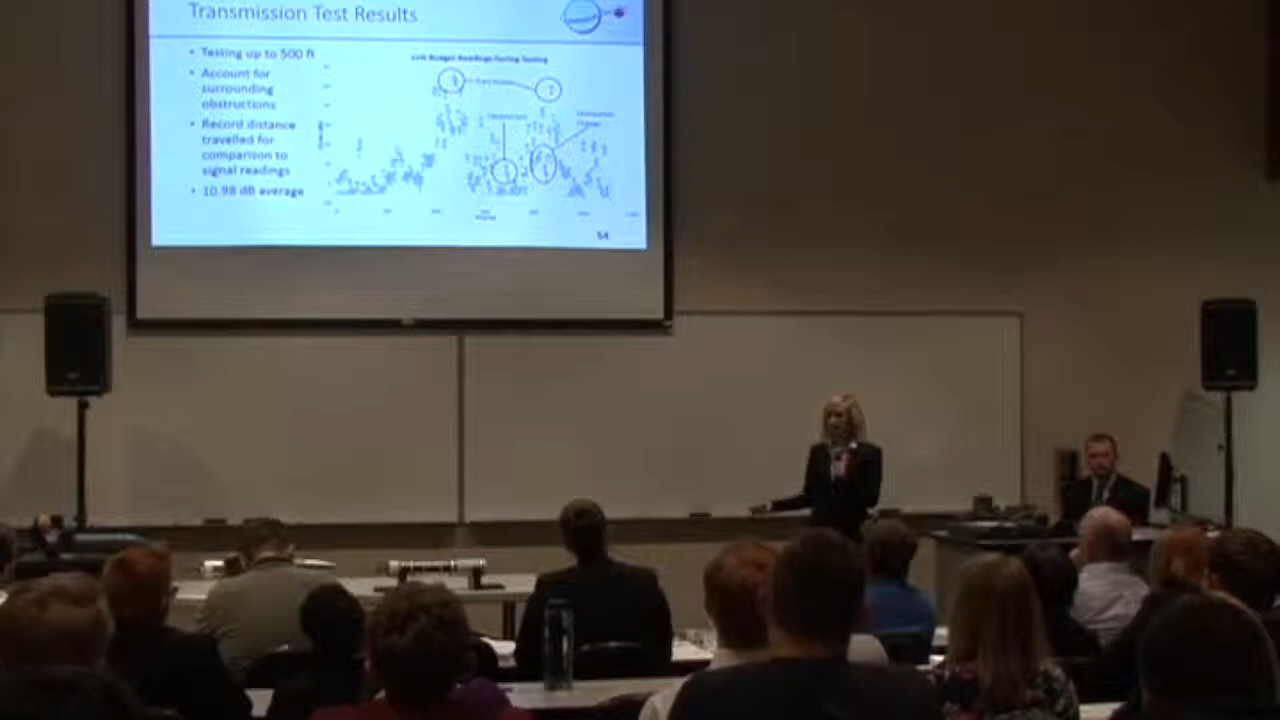 Transmission Test Results
• Testing up to 500 ft
• Account for
surrounding
obstructions
• Record distance
travelled for
comparison to
signal readings
• 10.98 dB average
Link Budget Readings During Testing
54